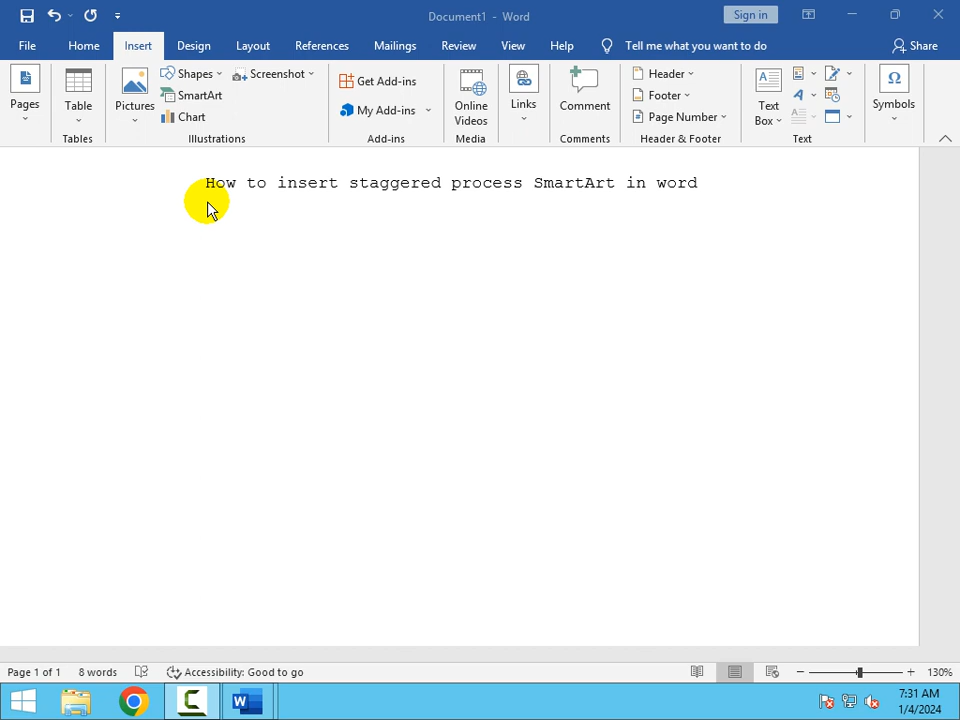 Document1 - Word
Sign in
File Home Insert Design Layout References Mailings Review View Help Tell me what you want to do Share
Pages
Table
Tables
Pictures
Shapes
SmartArt
Chart
Screenshot
Illustrations
Get Add-ins
My Add-ins
Add-ins
Online Videos
Media
Links
Comment
Comments
Header
Footer
Page Number
Header & Footer
Text Box
Text
Symbols
How to insert staggered process SmartArt in word
Page 1 of 1 8 words Accessibility: Good to go 130%
7:31 AM
1/4/2024